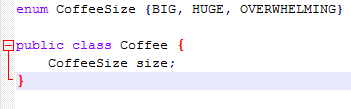 enum CoffeeSize {BIG, HUGE, OVERWHELMING}
public class Coffee {
CoffeeSize size;
}